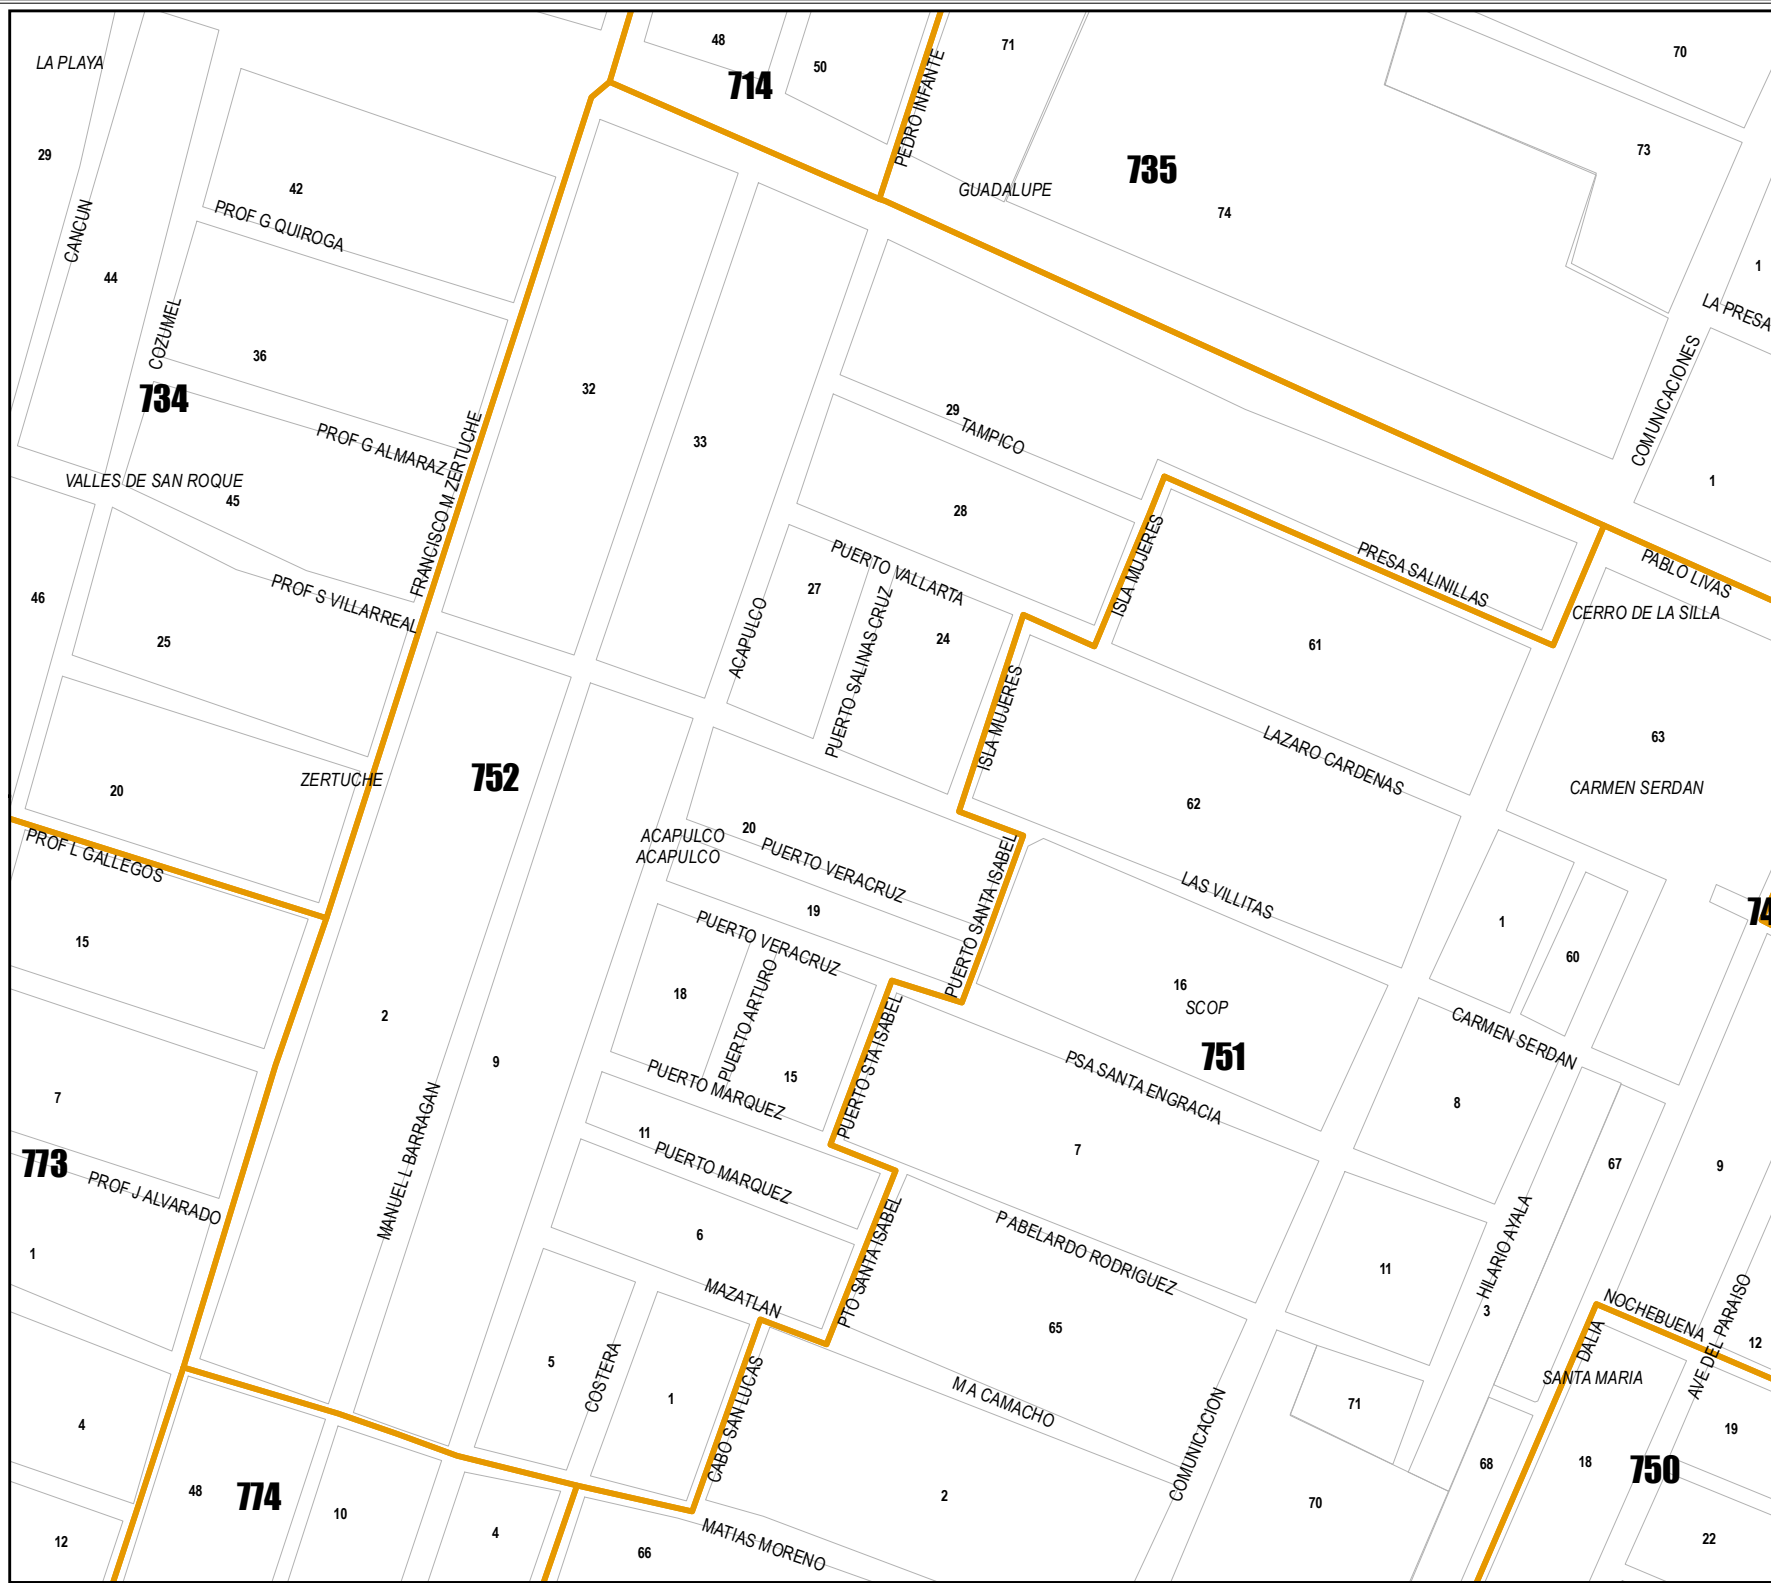 48
71
70
LA PLAYA
50
714
PEDRO INFANTE
73
29
735
42
GUADALUPE
74
PROF G QUIROGA
CANCUN
44
1
LA PRESA
COZUMEL
36
COMUNICACIONES
734
32
29
33
TAMPICO
PROF G ALMARAZ
FRANCISCO M ZERTUCHE
VALLES DE SAN ROQUE
45
1
28
ISLA MUJERES
PUERTO VALLARTA
PRESA SALINILLAS
PABLO LIVAS
PROF S VILLARREAL
46
27
CERRO DE LA SILLA
ACAPULCO
PUERTO SALINAS CRUZ
24
25
61
ISLA MUJERES
LAZARO CARDENAS
63
752
ZERTUCHE
20
62
CARMEN SERDAN
20
ACAPULCO
ACAPULCO
PUERTO VERACRUZ
PROF L GALLEGOS
LAS VILLITAS
PUERTO SANTA ISABEL
19
74
1
15
PUERTO VERACRUZ
60
18
PUERTO ARTURO
16
SCOP
2
PUERTO STA ISABEL
CARMEN SERDAN
751
9
PSA SANTA ENGRACIA
15
PUERTO MARQUEZ
7
8
11
PUERTO MARQUEZ
7
773
MANUEL L BARRAGAN
67
9
PROF J ALVARADO
6
PTO SANTA ISABEL
P ABELARDO RODRIGUEZ
HILARIO AYALA
1
11
MAZATLAN
65
3
NOCHEBUENA
AVE DEL PARAISO
12
DALIA
5
COSTERA
1
SANTA MARIA
CABO SAN LUCAS
M A CAMACHO
71
4
COMUNICACION
19
68
18
750
48
774
10
2
70
4
MATIAS MORENO
12
66
22